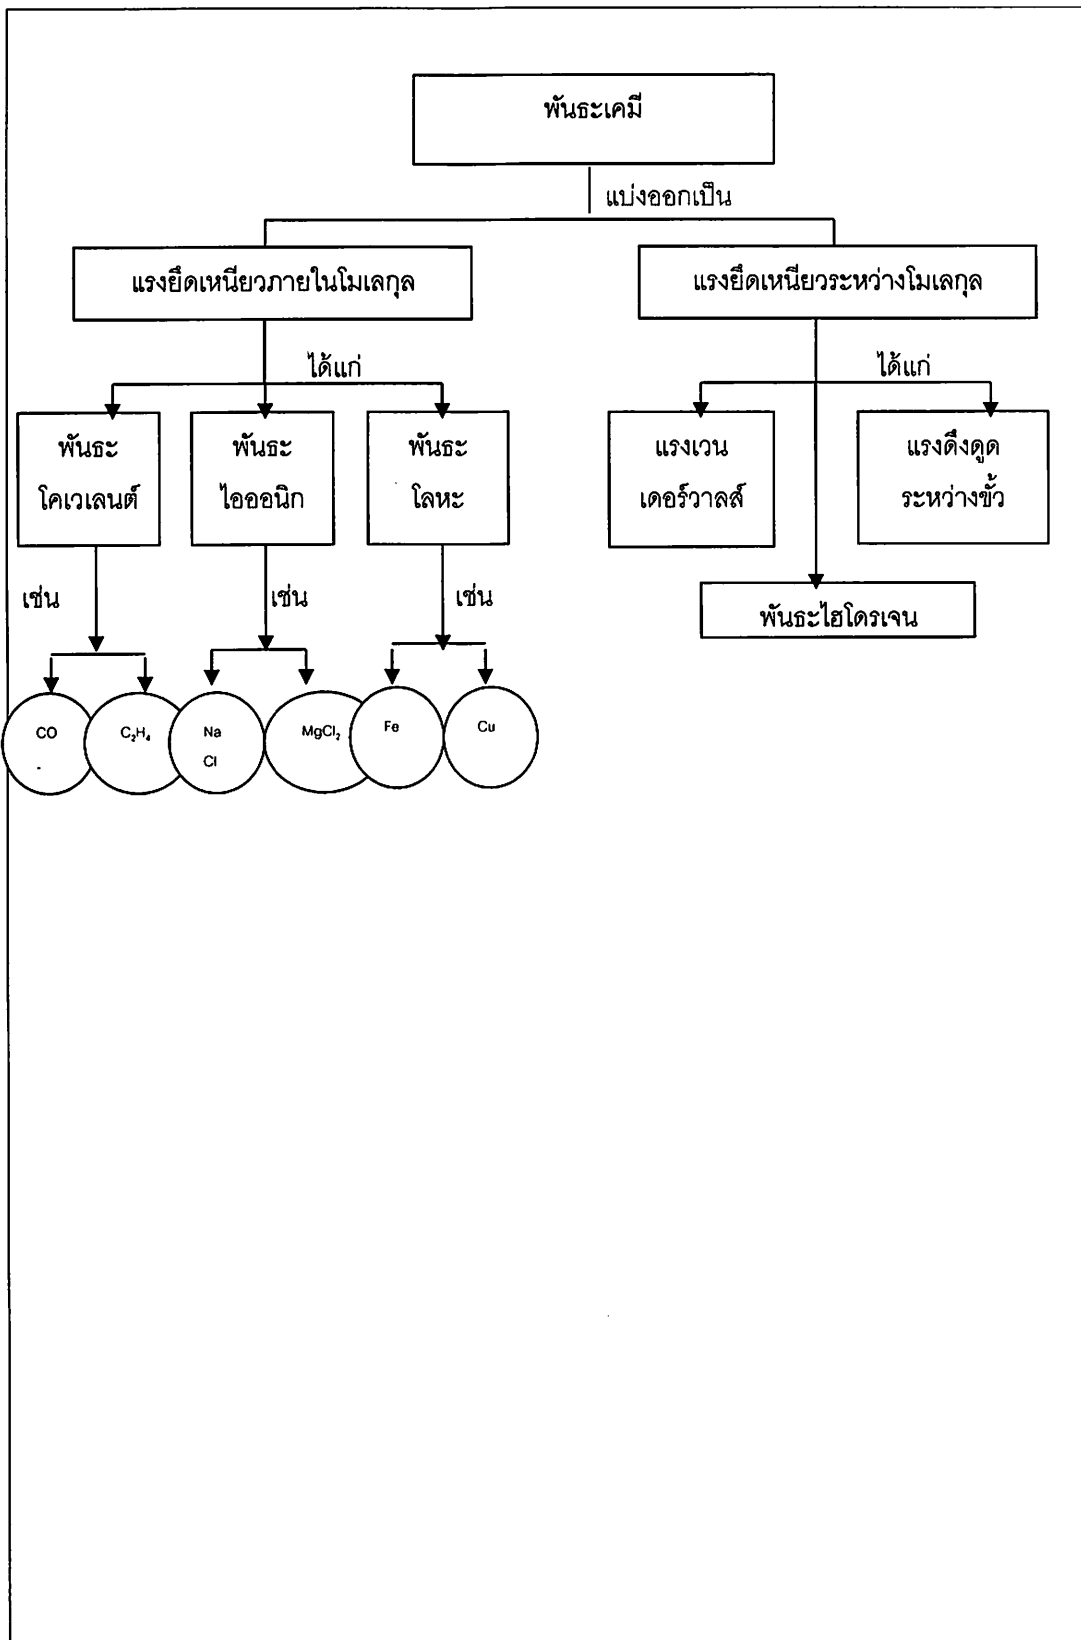 พันธะเคมี
แบ่งออกเป็น
แรงยึดเหนียวภายในโมเลกุล
แรงยึดเหนียวระหว่างโมเลกุล
ได้แก่
ได้แก่
พันธะ
โคเวเลนต์
พันธะ
ไอออนิก
พันธะ
โลหะ
แรงเวน
เดอร์วาลส์
แรงดึงดูด
ระหว่างขั้ว
เช่น
เช่น
เช่น
พันธะไฮโดรเจน
CO
C₂H₄
Na
Cl
MgCl₂
Fe
Cu